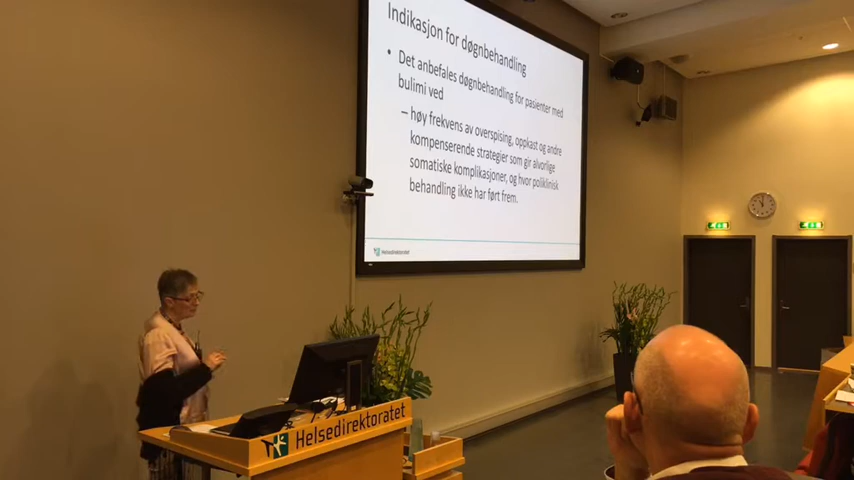 Indikasjon for døgnbehandling
• Det anbefales døgnbehandling for pasienter med
bulimi ved
– høy frekvens av overspising, oppkast og andre
kompenserende strategier som gir alvorlige
somatiske komplikasjoner, og hvor poliklinisk
behandling ikke har ført frem.
Helsedirektoratet
Helsedirektoratet